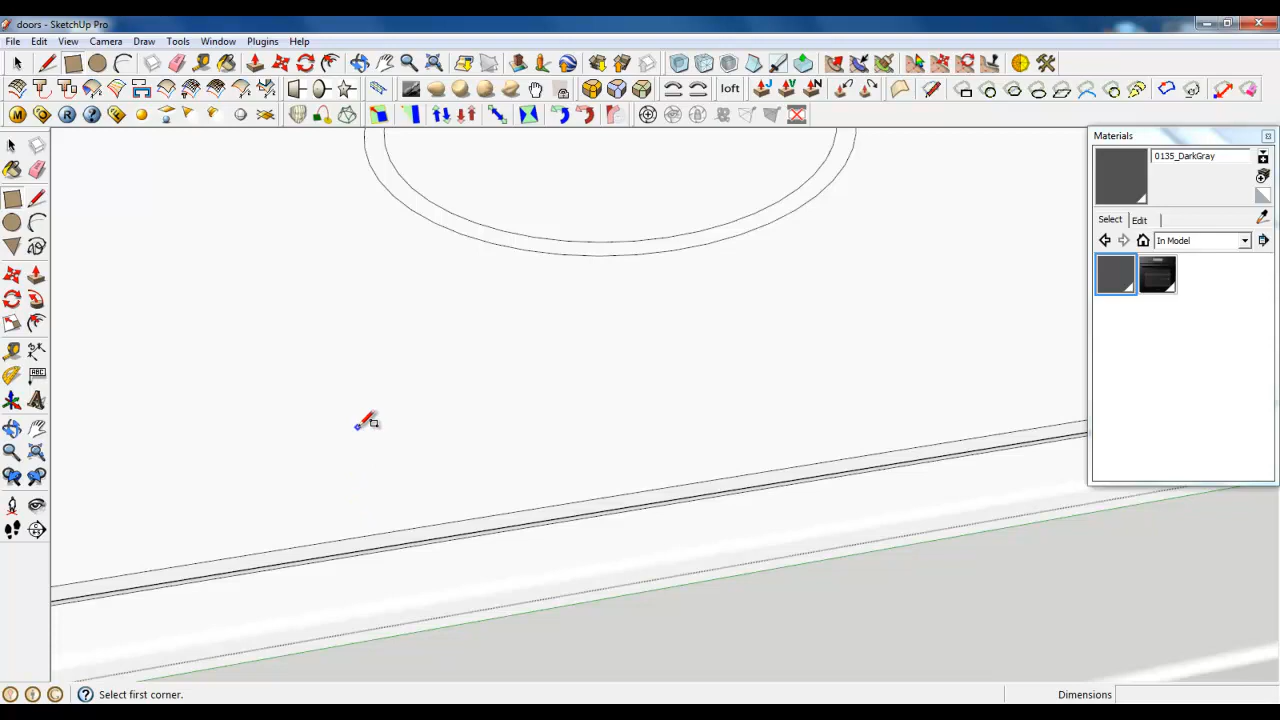 doors - SketchUp Pro
File Edit View Camera Draw Tools Window Plugins Help
loft
Materials
0135_DarkGray
Select Edit
In Model
ABC
Select first corner.
Dimensions